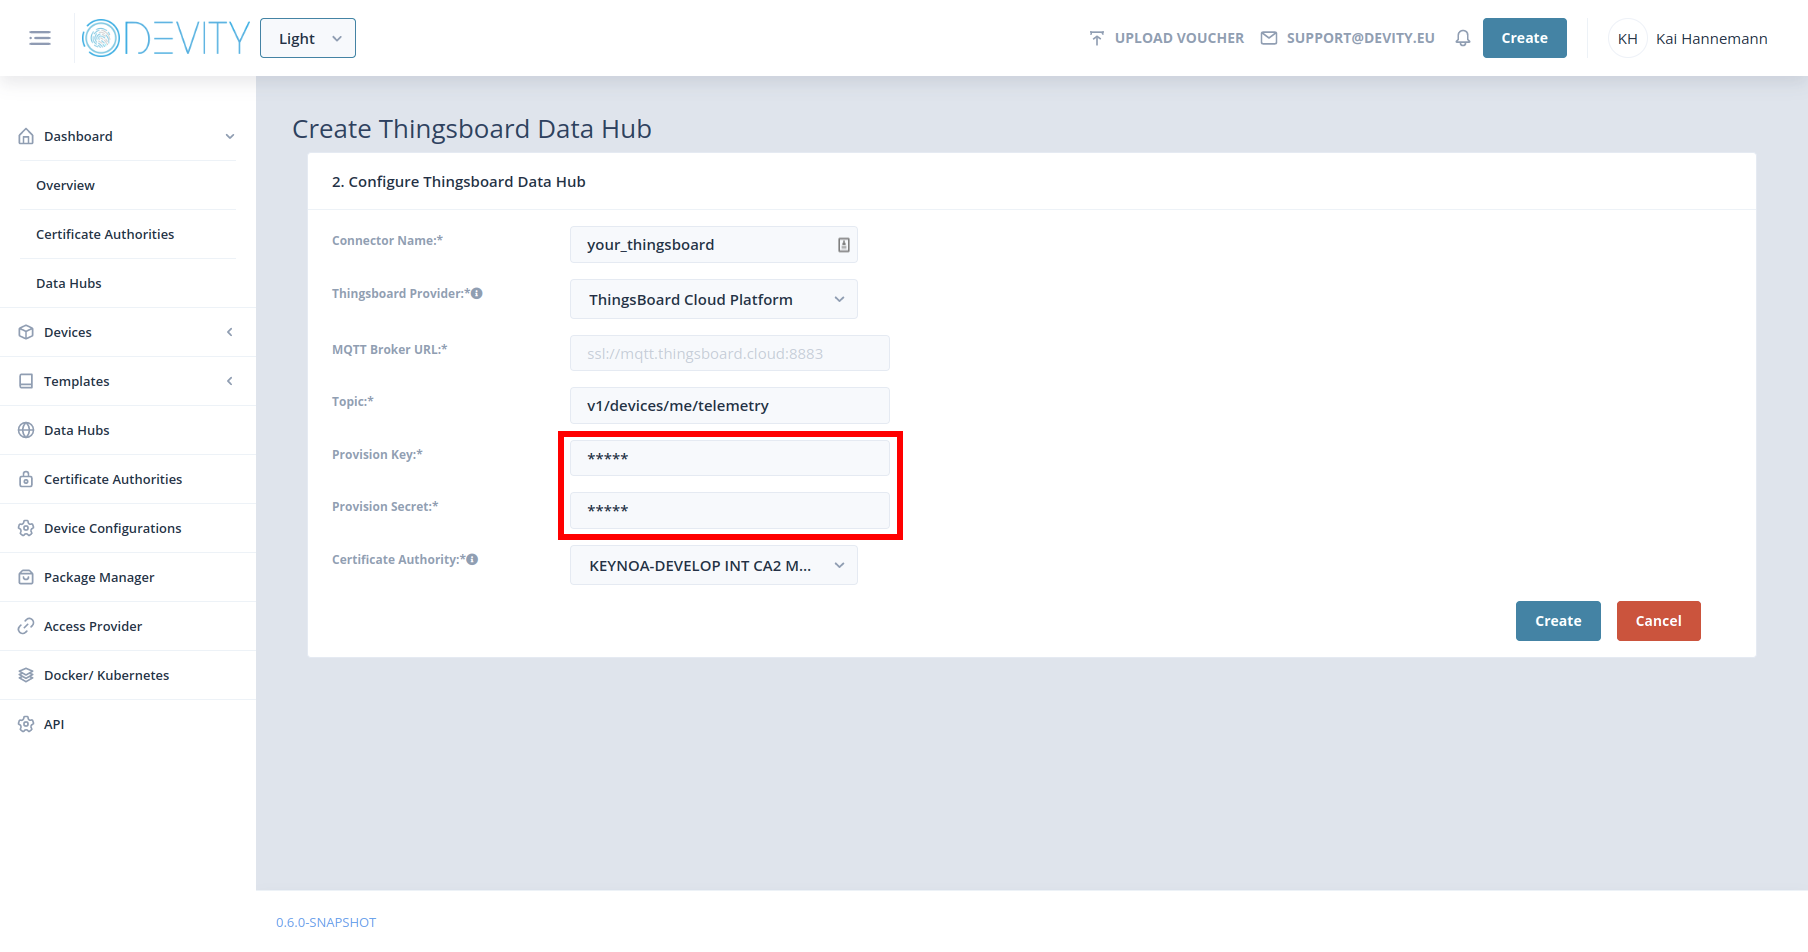 DEVITY
Light
UPLOAD VOUCHER
SUPPORT@DEVITY.EU
Create
KH
Kai Hannemann
Dashboard
Overview
Certificate Authorities
Data Hubs
Devices
Templates
Data Hubs
Certificate Authorities
Device Configurations
Package Manager
Access Provider
Docker/ Kubernetes
API
Create Thingsboard Data Hub
2. Configure Thingsboard Data Hub
Connector Name:* your_thingsboard
Thingsboard Provider:* ThingsBoard Cloud Platform
MQTT Broker URL:* ssl://mqtt.thingsboard.cloud:8883
Topic:* v1/devices/me/telemetry
Provision Key:* *****
Provision Secret:* *****
Certificate Authority:* KEYNOA-DEVELOP INT CA2 M...
Create
Cancel
0.6.0-SNAPSHOT